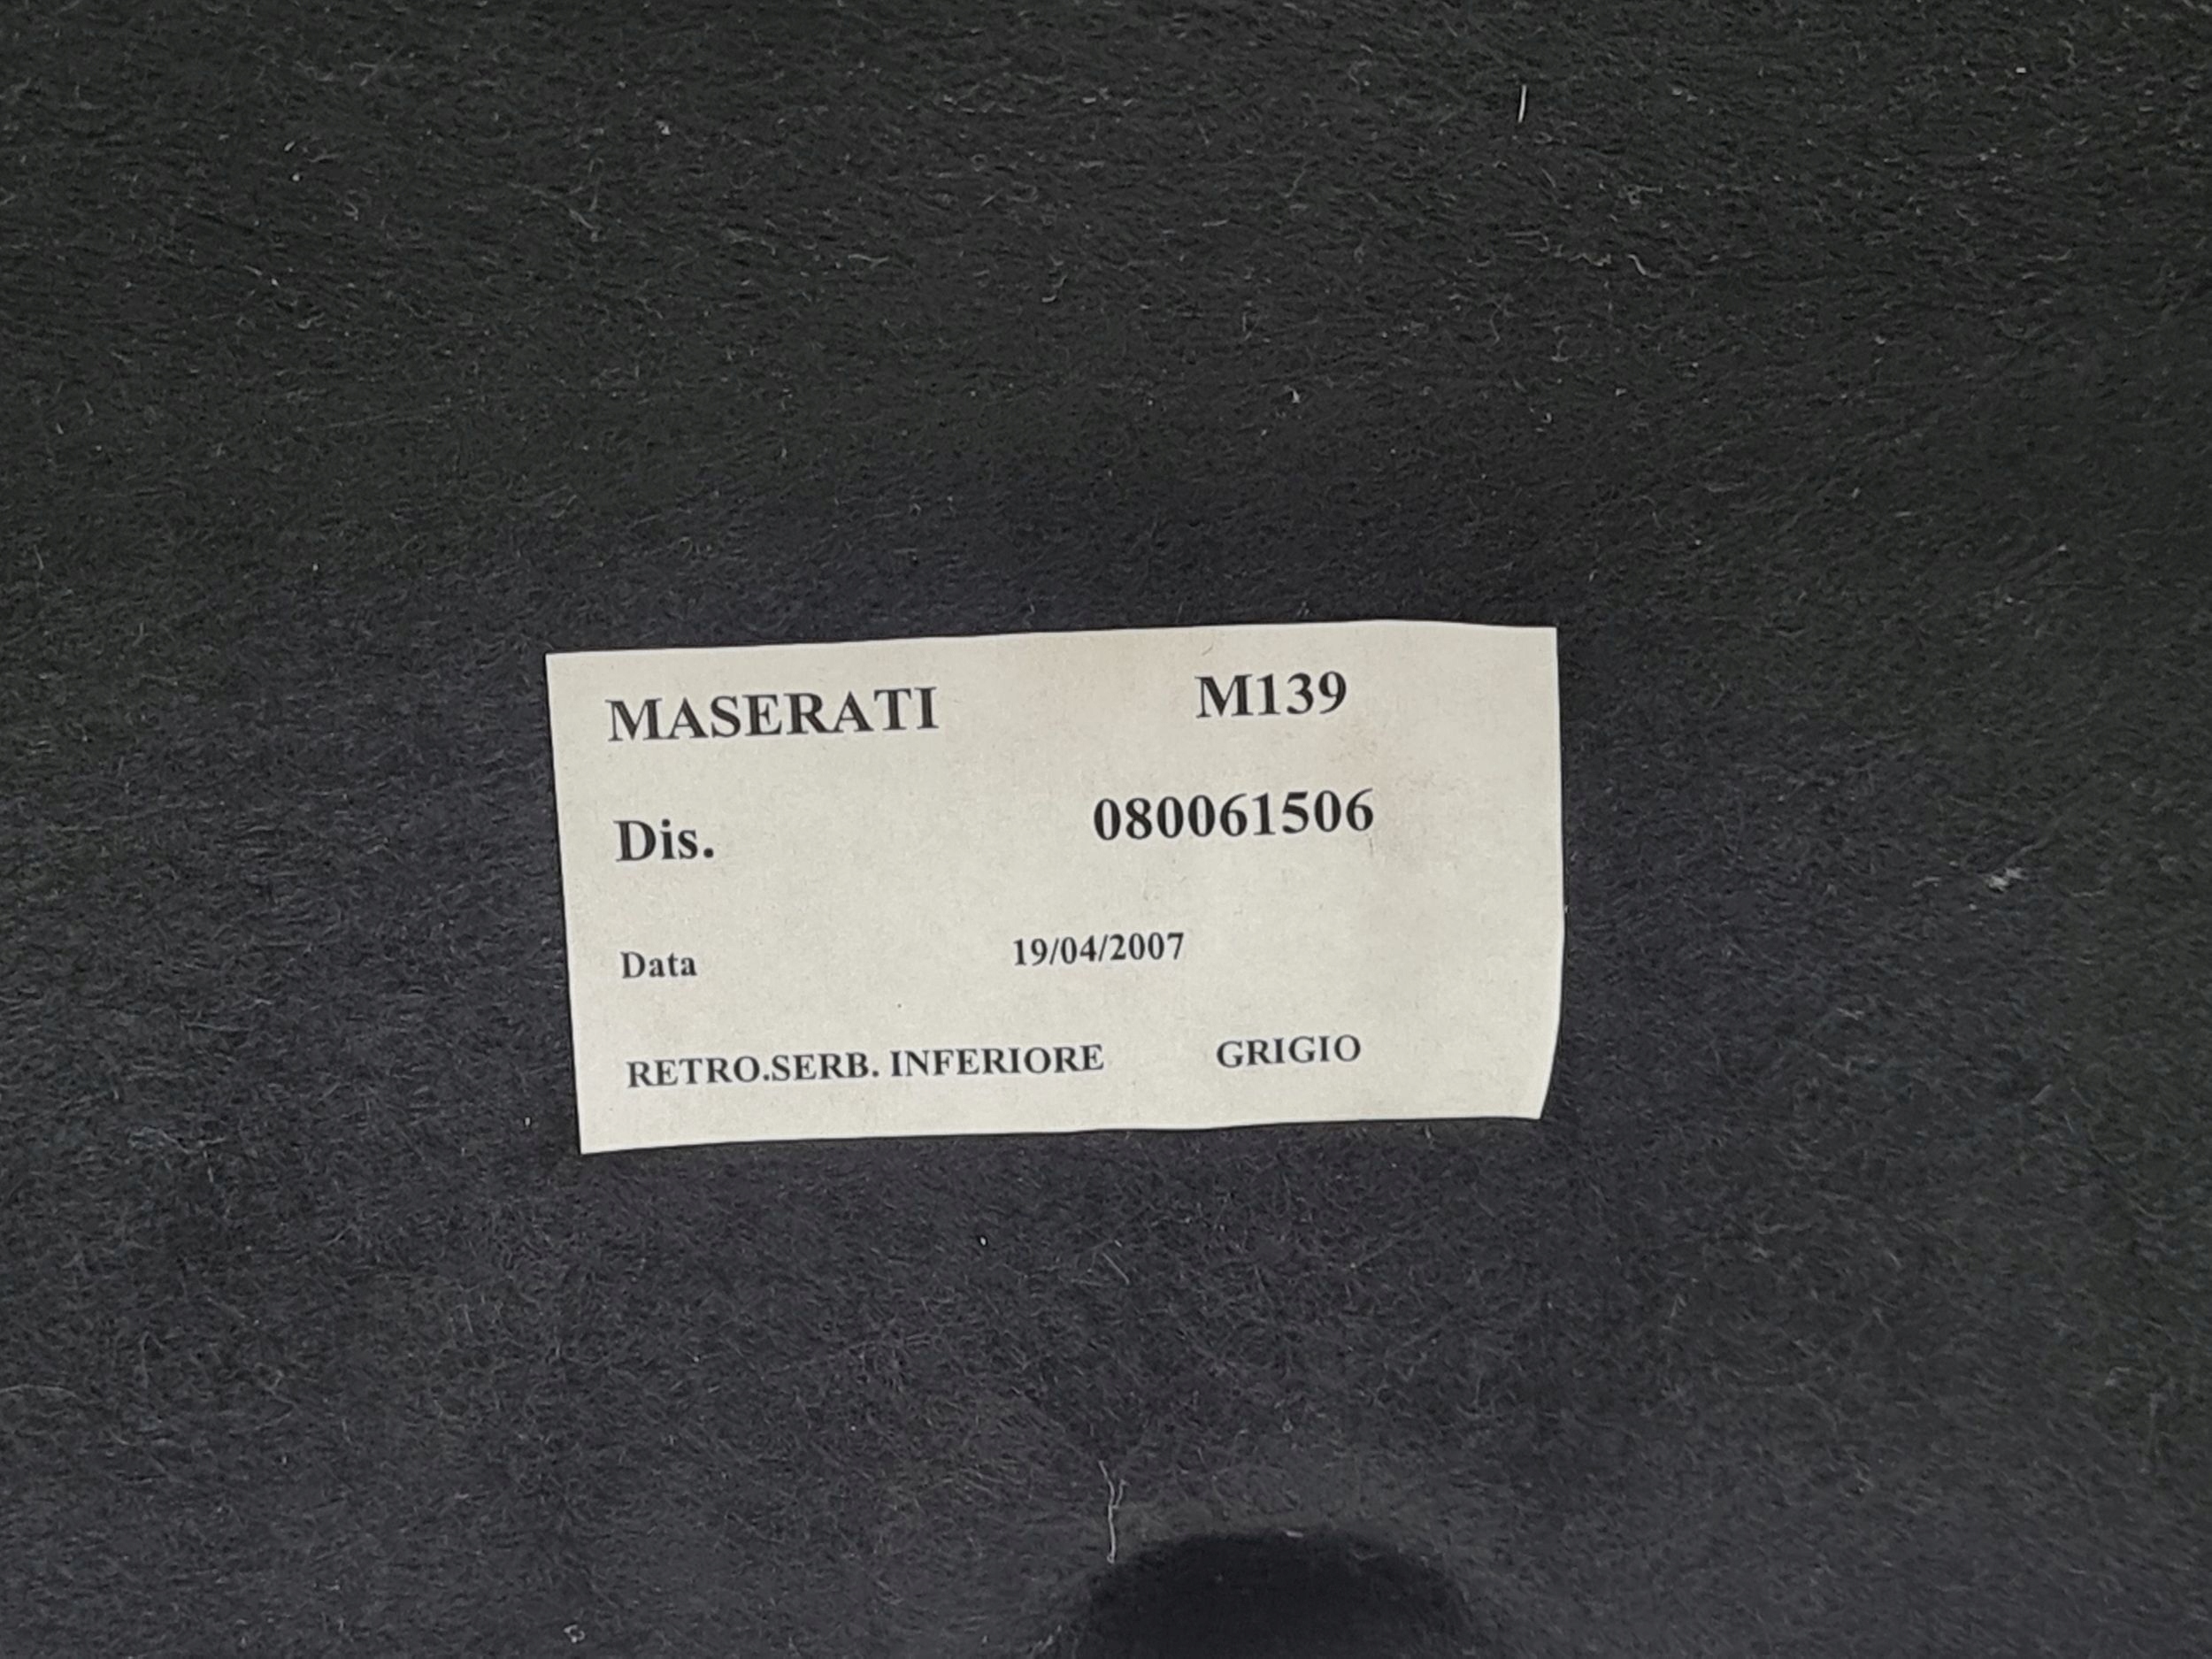 MASERATI M139
Dis. 080061506
Data 19/04/2007
RETRO.SERB. INFERIORE GRIGIO